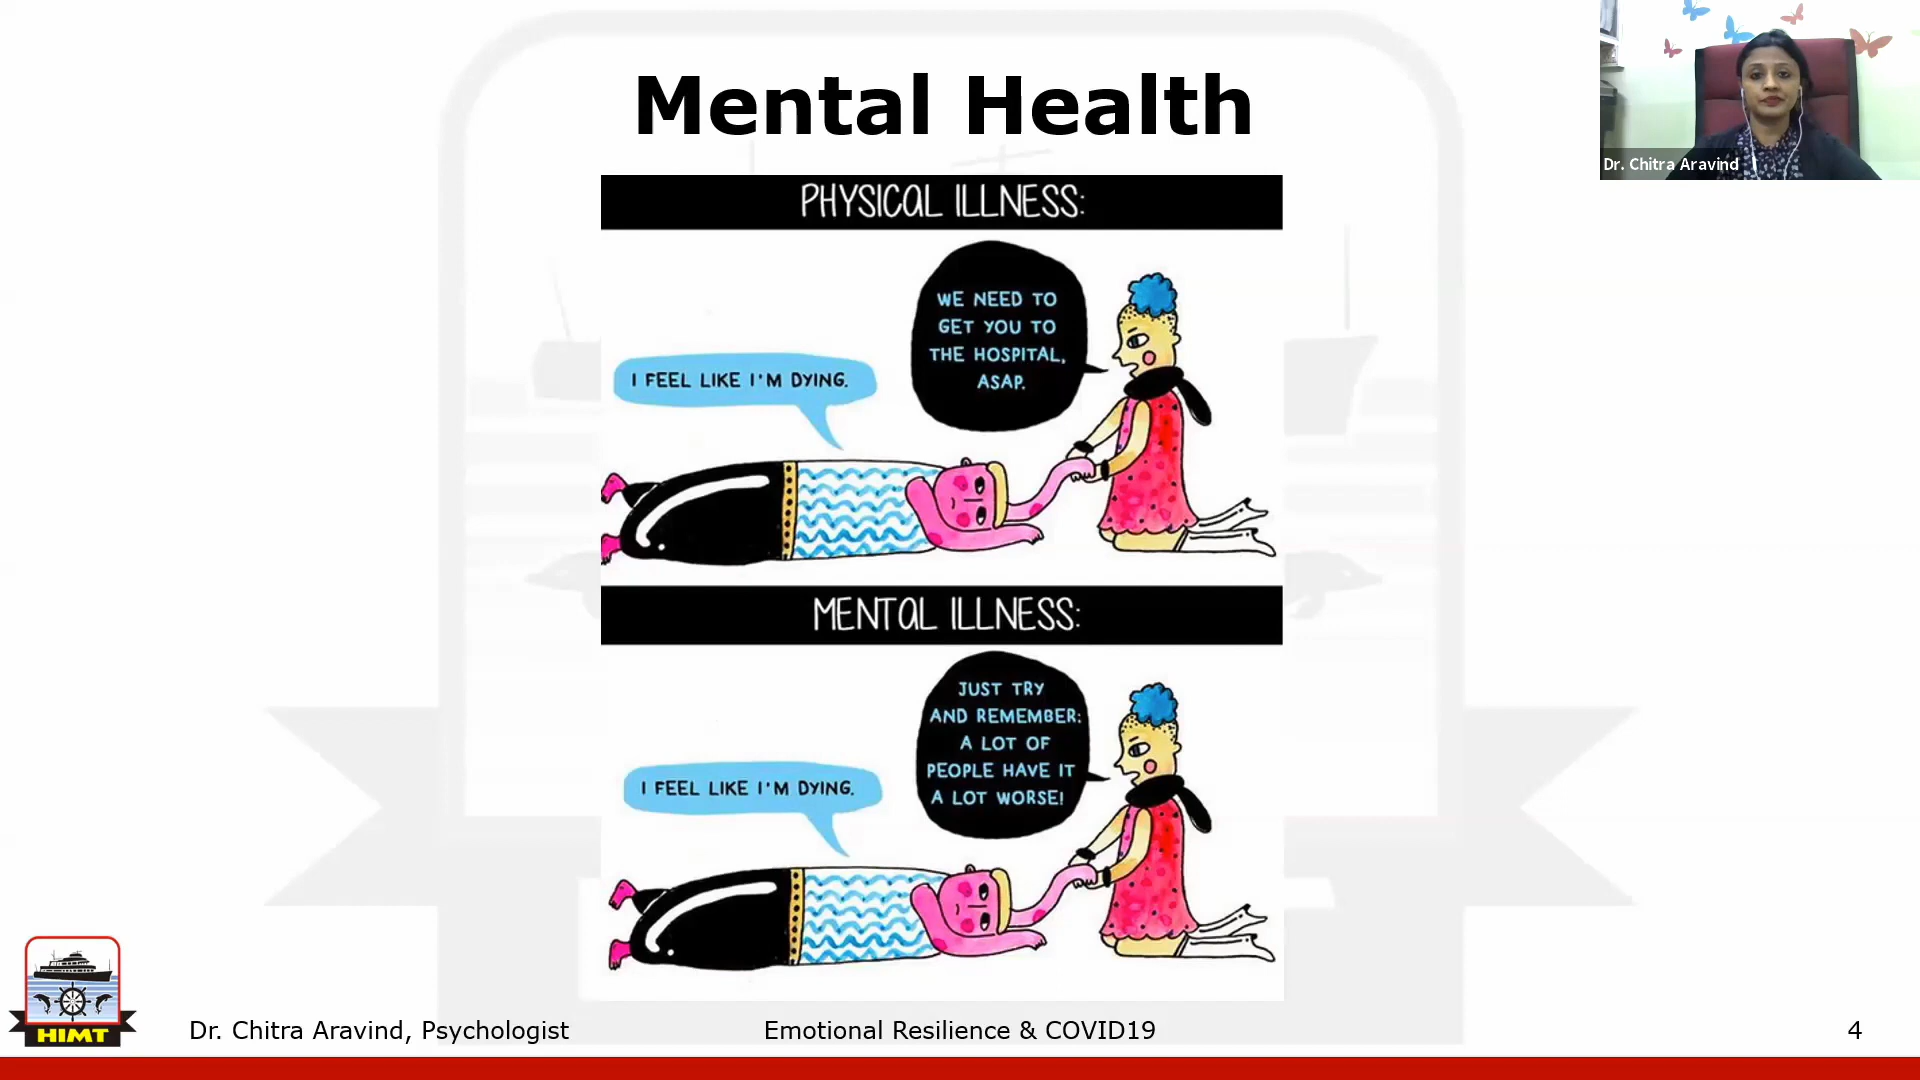 Mental Health
Dr. Chitra Aravind
PHYSICAL ILLNESS:
WE NEED TO
GET YOU TO
THE HOSPITAL,
ASAP.
I FEEL LIKE I'M DYING.
MENTAL ILLNESS:
JUST TRY
AND REMEMBER:
A LOT OF
PEOPLE HAVE IT
A LOT WORSE!
I FEEL LIKE I'M DYING.
HIMT
Dr. Chitra Aravind, Psychologist
Emotional Resilience & COVID19
4